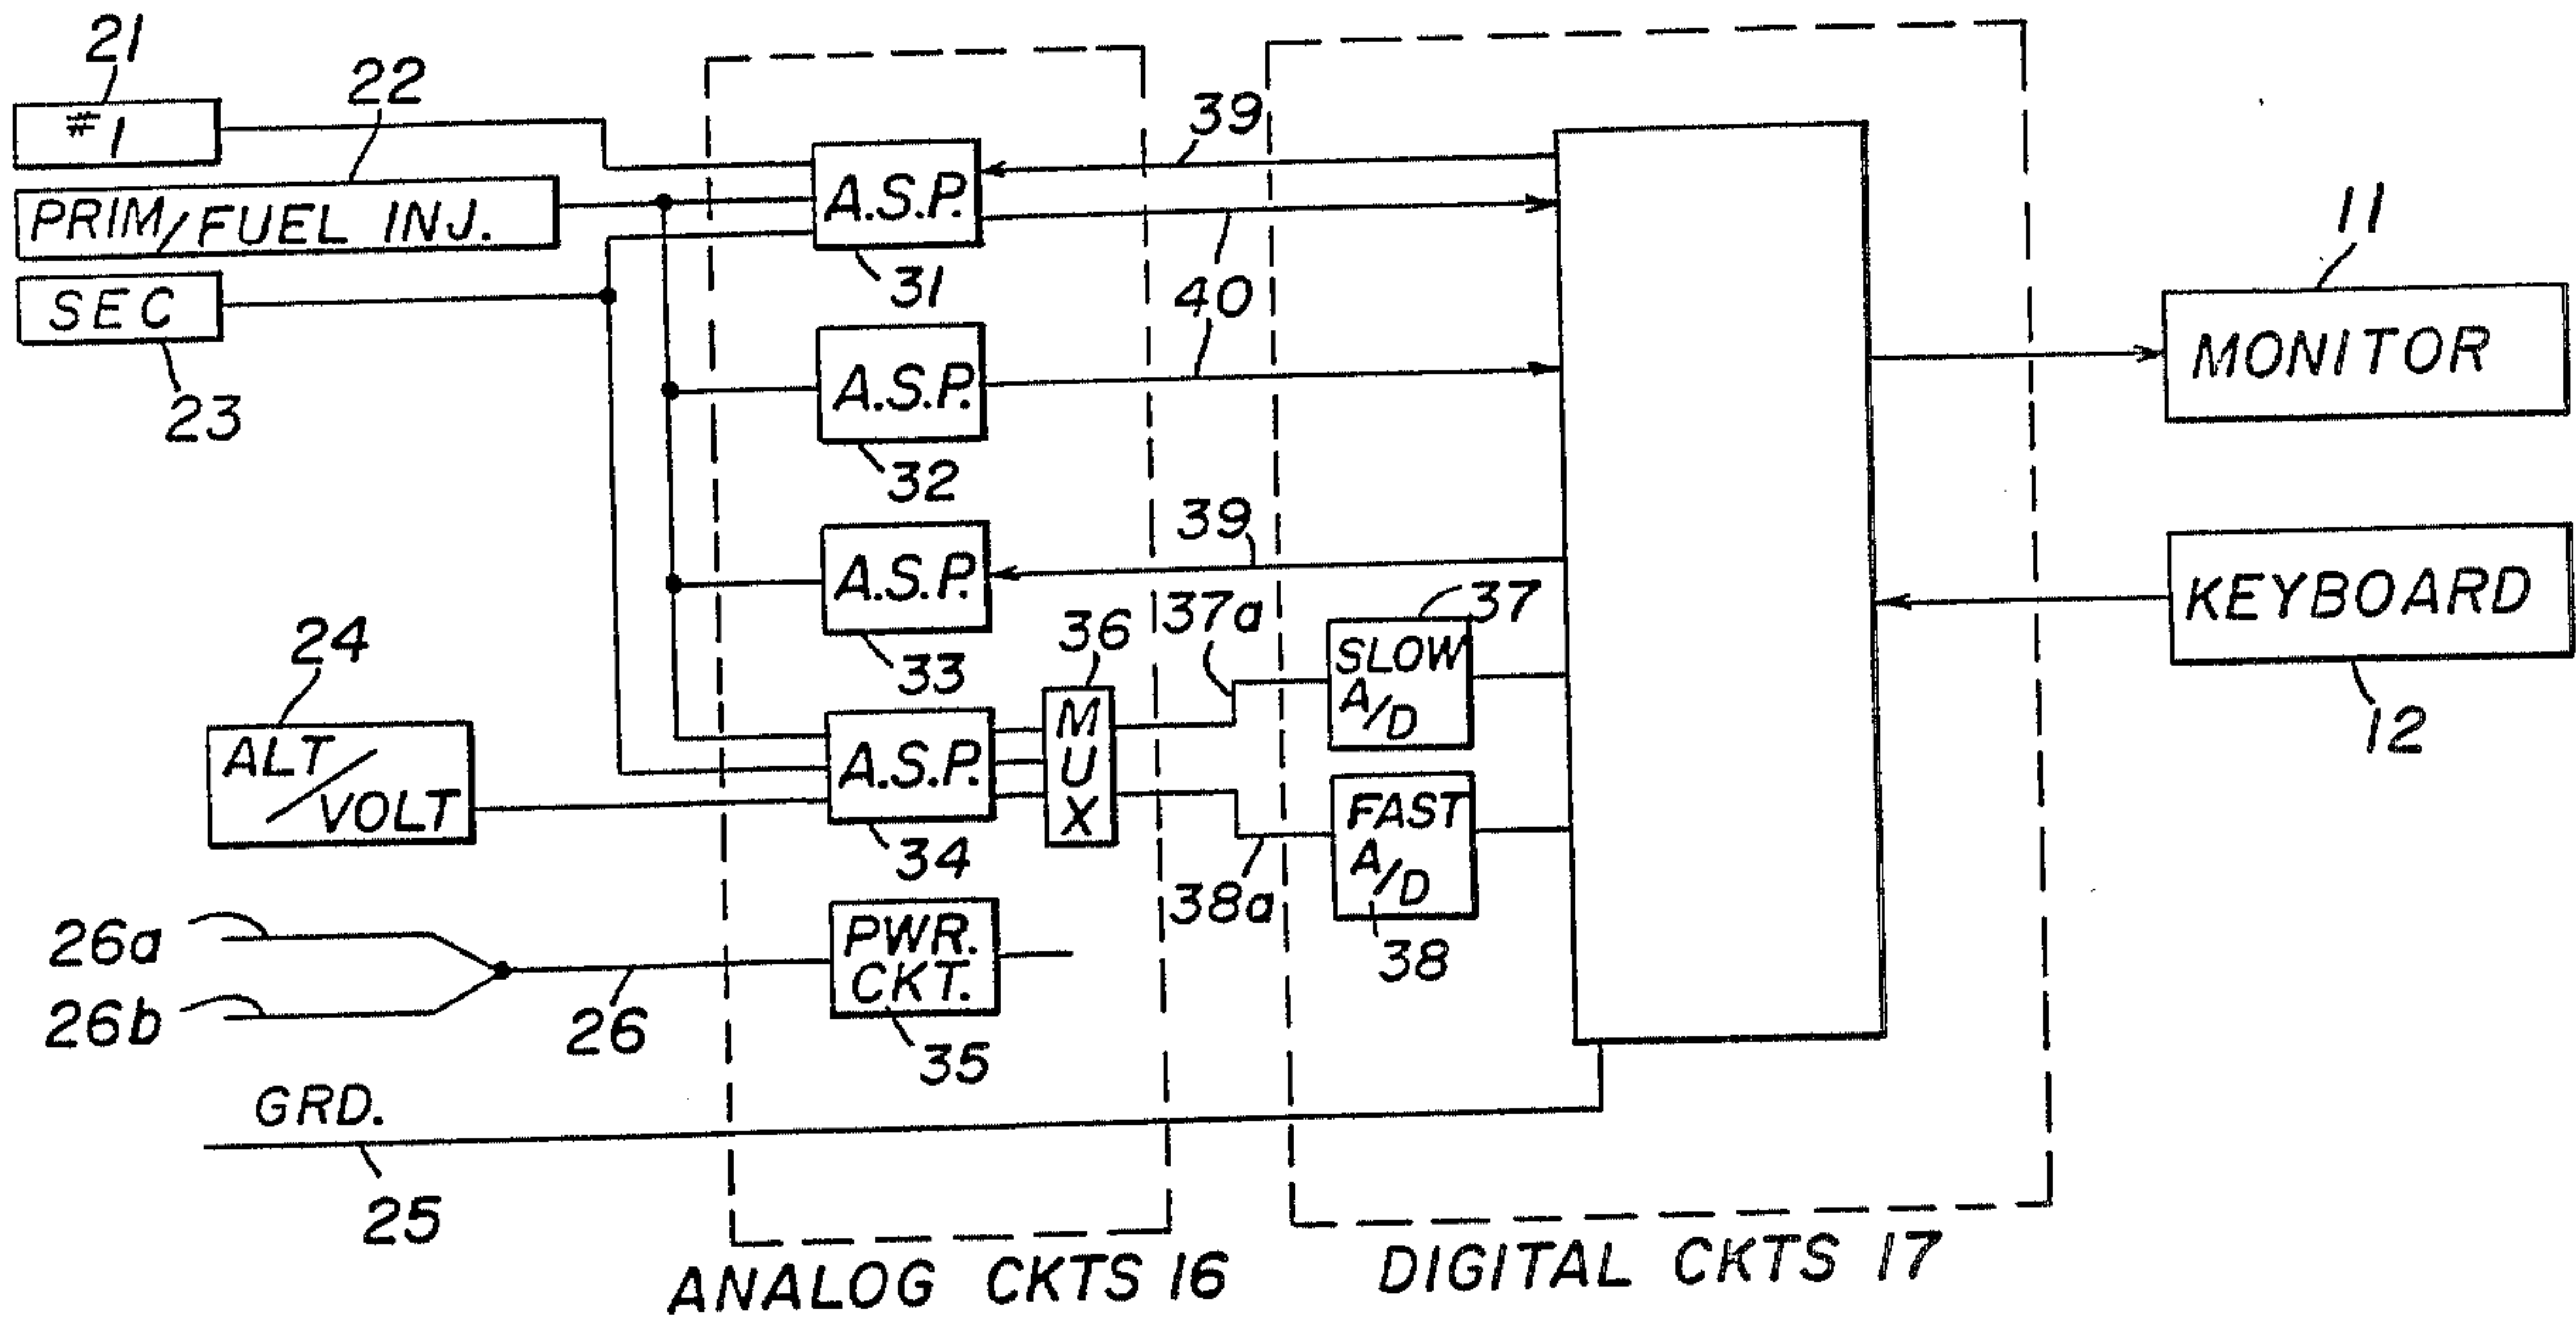 21
#1
22
PRIM/FUEL INJ.
SEC
23
24
ALT/VOLT
26a
26b
26
GRD.
25
A.S.P.
31
A.S.P.
32
A.S.P.
33
A.S.P.
34
36
MUX
PWR.
CKT.
35
39
40
39
37a
37
SLOW
A/D
38a
FAST
A/D
38
11
MONITOR
KEYBOARD
12
ANALOG CKTS 16
DIGITAL CKTS 17